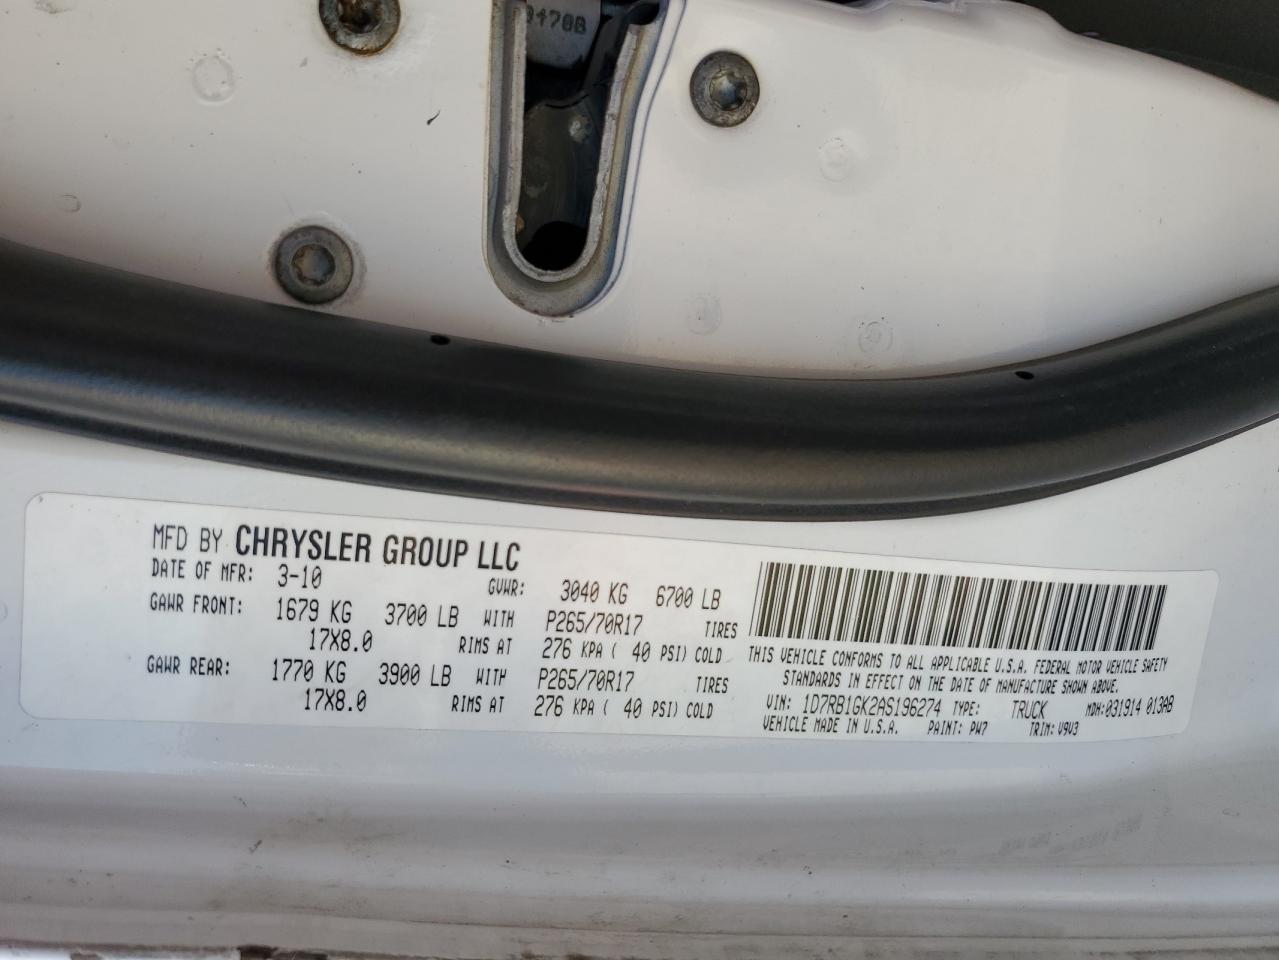 0470B
MFD BY CHRYSLER GROUP LLC
DATE OF MFR: 3-10 GVWR: 3040 KG 6700 LB
GAWR FRONT: 1679 KG 3700 LB WITH P265/70R17 TIRES
17X8.0 RIMS AT 276 KPA ( 40 PSI) COLD
GAWR REAR: 1770 KG 3900 LB WITH P265/70R17 TIRES
17X8.0 RIMS AT 276 KPA ( 40 PSI) COLD
THIS VEHICLE CONFORMS TO ALL APPLICABLE U.S.A. FEDERAL MOTOR VEHICLE SAFETY
STANDARDS IN EFFECT ON THE DATE OF MANUFACTURE SHOWN ABOVE.
VIN: 1D7RB1GK2AS196274 TYPE: TRUCK MDH:031914 013AB
VEHICLE MADE IN U.S.A. PAINT: PW7 TRIM: V9V3